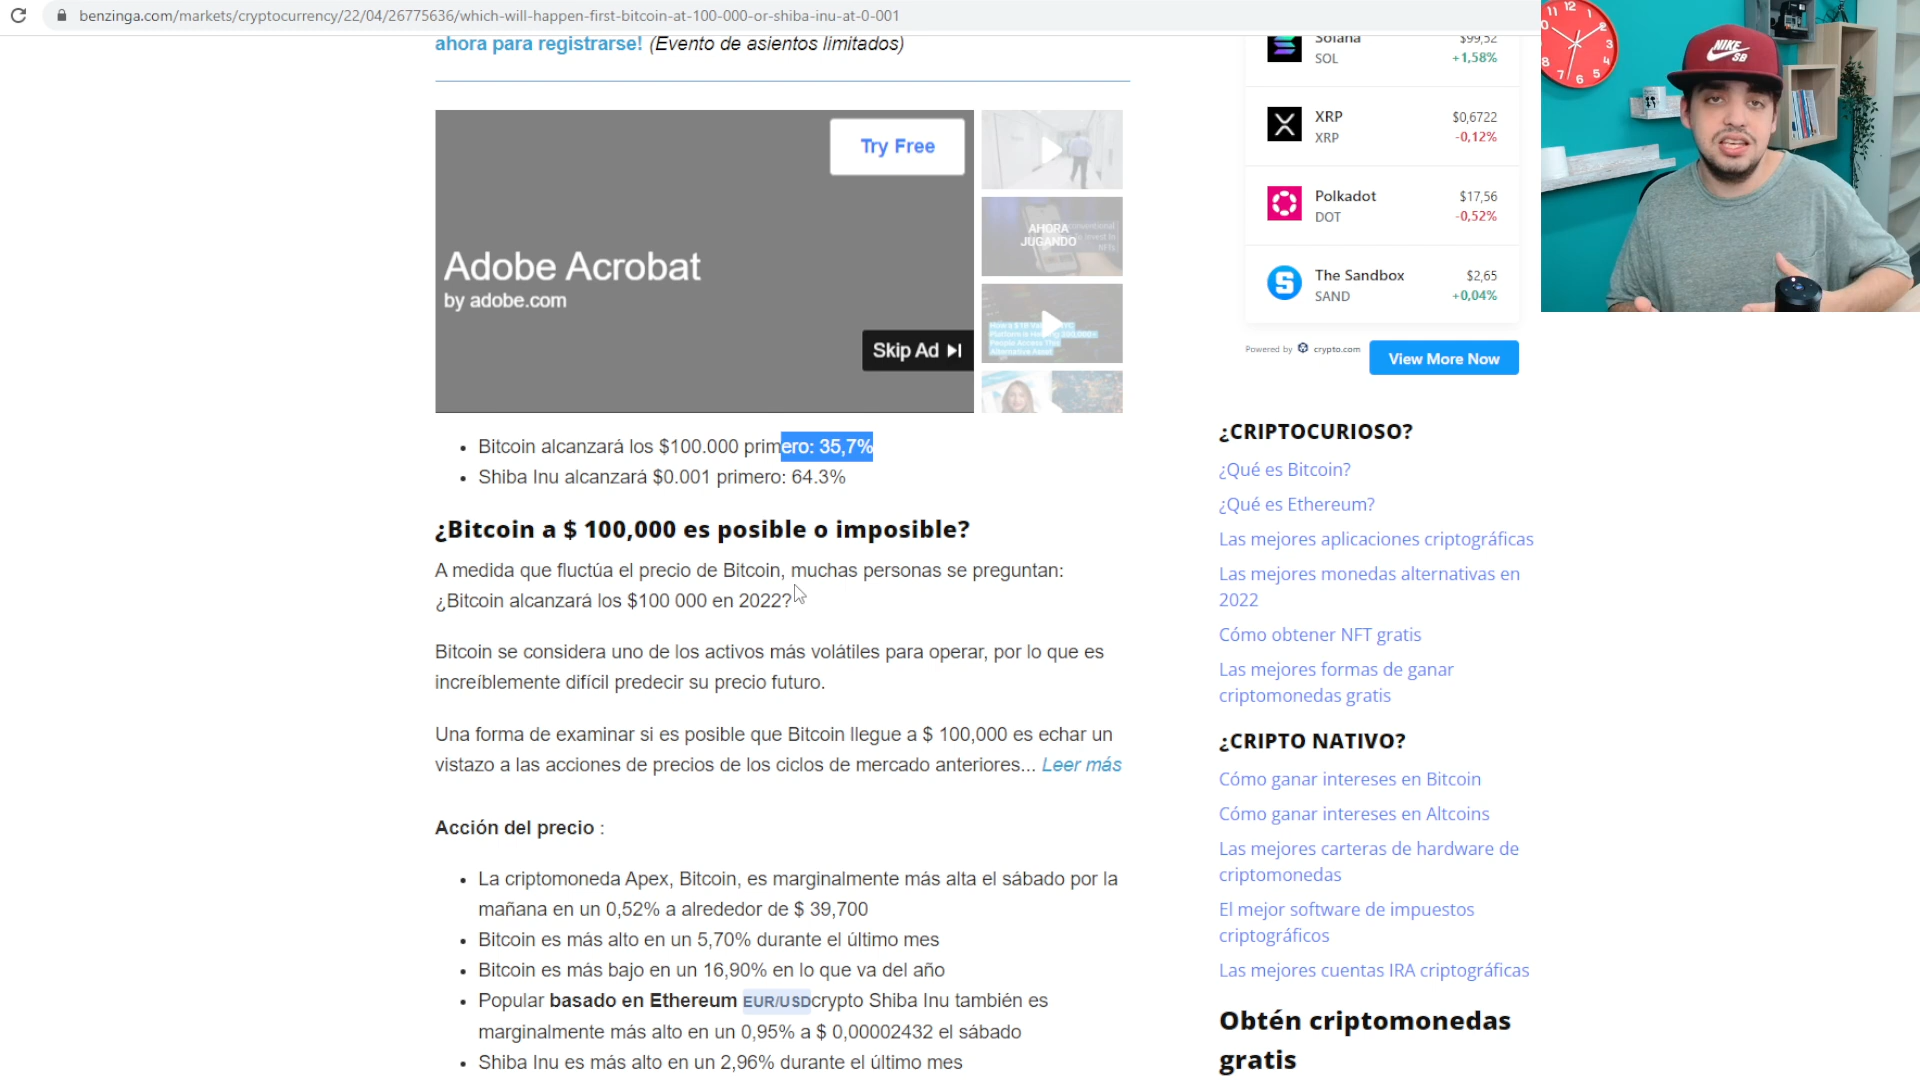 benzinga.com/markets/cryptocurrency/22/04/26775636/which-will-happen-first-bitcoin-at-100-000-or-shiba-inu-at-0-001
ahora para registrarse! (Evento de asientos limitados)
Try Free
Adobe Acrobat
by adobe.com
Skip Ad
AHORA
JUGANDO
Bitcoin alcanzará los $100.000 primero: 35,7%
Shiba Inu alcanzará $0.001 primero: 64.3%
¿Bitcoin a $ 100,000 es posible o imposible?
A medida que fluctúa el precio de Bitcoin, muchas personas se preguntan:
¿Bitcoin alcanzará los $100 000 en 2022?
Bitcoin se considera uno de los activos más volátiles para operar, por lo que es
increíblemente difícil predecir su precio futuro.
Una forma de examinar si es posible que Bitcoin llegue a $ 100,000 es echar un
vistazo a las acciones de precios de los ciclos de mercado anteriores... Leer más
Acción del precio :
La criptomoneda Apex, Bitcoin, es marginalmente más alta el sábado por la
mañana en un 0,52% a alrededor de $ 39,700
Bitcoin es más alto en un 5,70% durante el último mes
Bitcoin es más bajo en un 16,90% en lo que va del año
Popular basado en Ethereum EUR/USDcrypto Shiba Inu también es
marginalmente más alto en un 0,95% a $ 0,00002432 el sábado
Shiba Inu es más alto en un 2,96% durante el último mes
Solana $99,52
SOL +1,58%
XRP $0,6722
XRP -0,12%
Polkadot $17,56
DOT -0,52%
The Sandbox $2,65
SAND +0,04%
Powered by crypto.com
View More Now
¿CRIPTOCURIOSO?
¿Qué es Bitcoin?
¿Qué es Ethereum?
Las mejores aplicaciones criptográficas
Las mejores monedas alternativas en
2022
Cómo obtener NFT gratis
Las mejores formas de ganar
criptomonedas gratis
¿CRIPTO NATIVO?
Cómo ganar intereses en Bitcoin
Cómo ganar intereses en Altcoins
Las mejores carteras de hardware de
criptomonedas
El mejor software de impuestos
criptográficos
Las mejores cuentas IRA criptográficas
Obtén criptomonedas
gratis
NIKE
SB
11 12 1
3
4
5
6
7
8